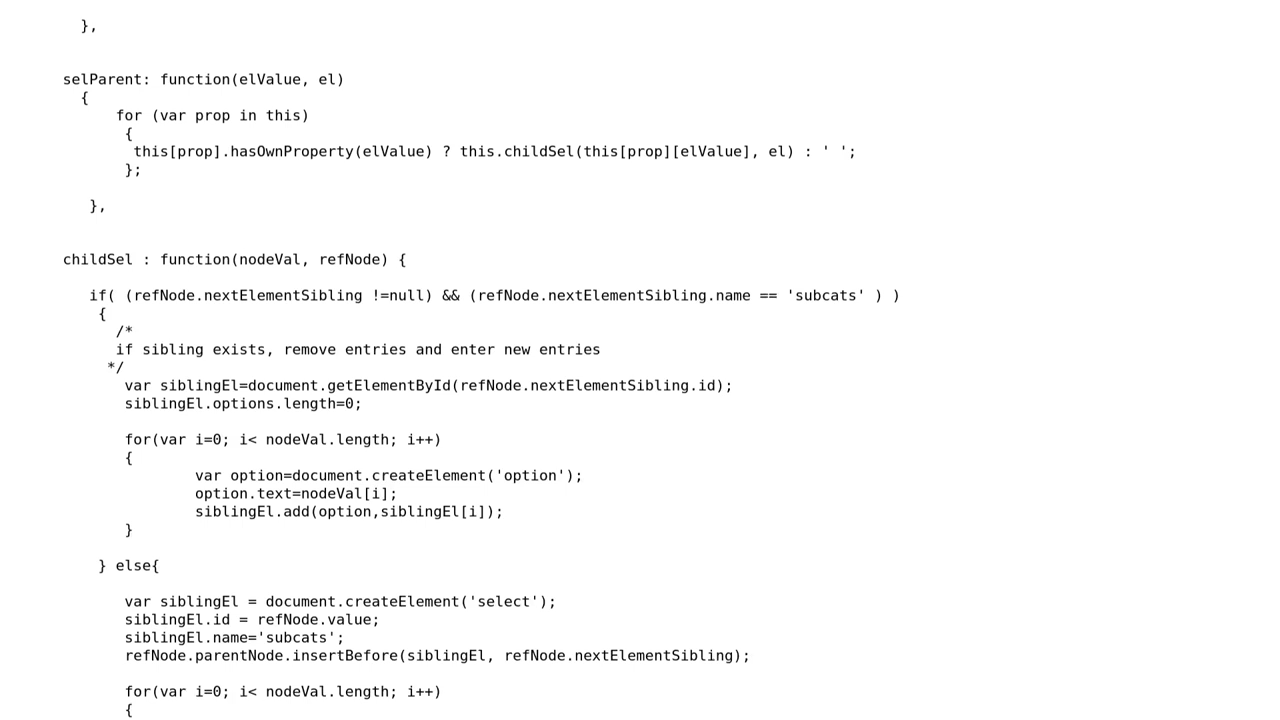 },
selParent: function(elValue, el)
{
for (var prop in this)
{
this[prop].hasOwnProperty(elValue) ? this.childSel(this[prop][elValue], el) : ' ';
};
},
childSel : function(nodeVal, refNode) {
if( (refNode.nextElementSibling !=null) && (refNode.nextElementSibling.name == 'subcats' ) )
{
/*
if sibling exists, remove entries and enter new entries
*/
var siblingEl=document.getElementById(refNode.nextElementSibling.id);
siblingEl.options.length=0;
for(var i=0; i< nodeVal.length; i++)
{
var option=document.createElement('option');
option.text=nodeVal[i];
siblingEl.add(option,siblingEl[i]);
}
} else{
var siblingEl = document.createElement('select');
siblingEl.id = refNode.value;
siblingEl.name='subcats';
refNode.parentNode.insertBefore(siblingEl, refNode.nextElementSibling);
for(var i=0; i< nodeVal.length; i++)
{